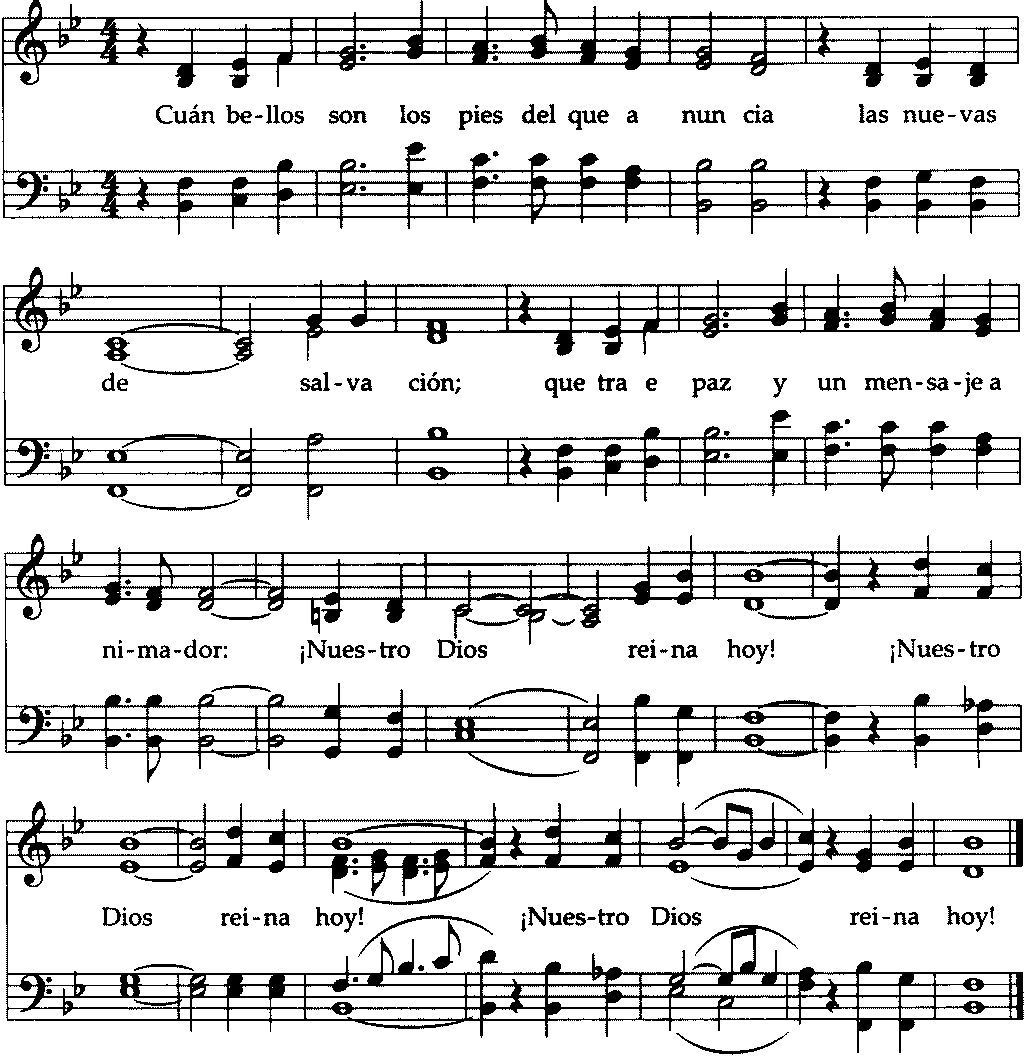 Cuán be-llos son los pies del que a nun cia las nue-vas
de sal-va ción; que tra e paz y un men-sa-je a
ni-ma-dor: ¡Nues-tro Dios rei-na hoy! ¡Nues-tro
Dios rei-na hoy! ¡Nues-tro Dios rei-na hoy!